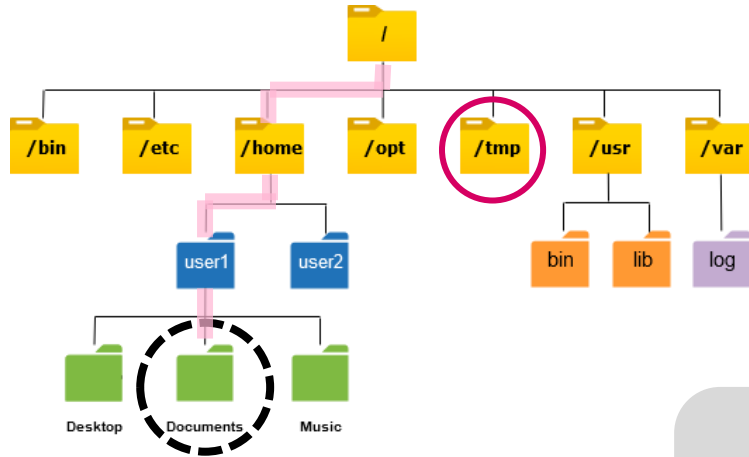 /
/bin
/etc
/home
/opt
/tmp
/usr
/var
user1
user2
bin
lib
log
Desktop
Documents
Music